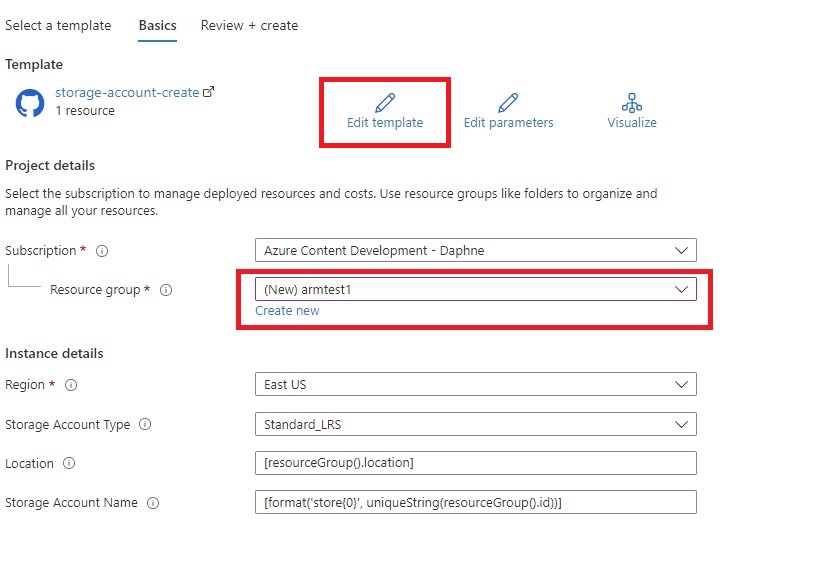 Select a template Basics Review + create
Template
storage-account-create
1 resource
Edit template Edit parameters Visualize
Project details
Select the subscription to manage deployed resources and costs. Use resource groups like folders to organize and
manage all your resources.
Subscription * Azure Content Development - Daphne
Resource group * (New) armtest1
Create new
Instance details
Region * East US
Storage Account Type Standard_LRS
Location [resourceGroup().location]
Storage Account Name [format('store{0}', uniqueString(resourceGroup().id))]